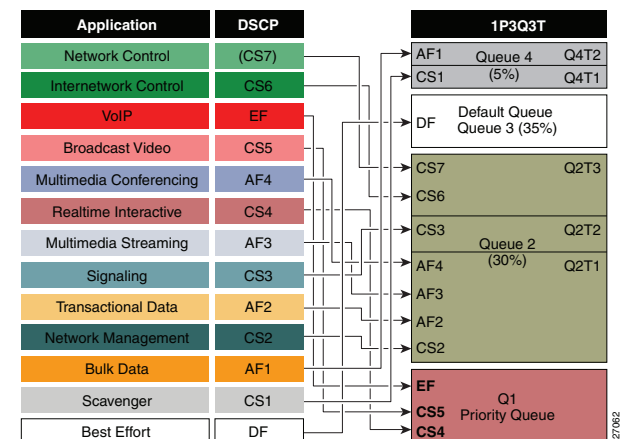 Application DSCP 1P3Q3T
Network Control (CS7)
Internetwork Control CS6
VoIP EF
Broadcast Video CS5
Multimedia Conferencing AF4
Realtime Interactive CS4
Multimedia Streaming AF3
Signaling CS3
Transactional Data AF2
Network Management CS2
Bulk Data AF1
Scavenger CS1
Best Effort DF
AF1 Queue 4 Q4T2
CS1 (5%) Q4T1
DF Default Queue
Queue 3 (35%)
CS7 Q2T3
CS6
CS3 Q2T2
Queue 2
(30%)
AF4 Q2T1
AF3
AF2
CS2
EF
Q1
CS5 Priority Queue
CS4
27062